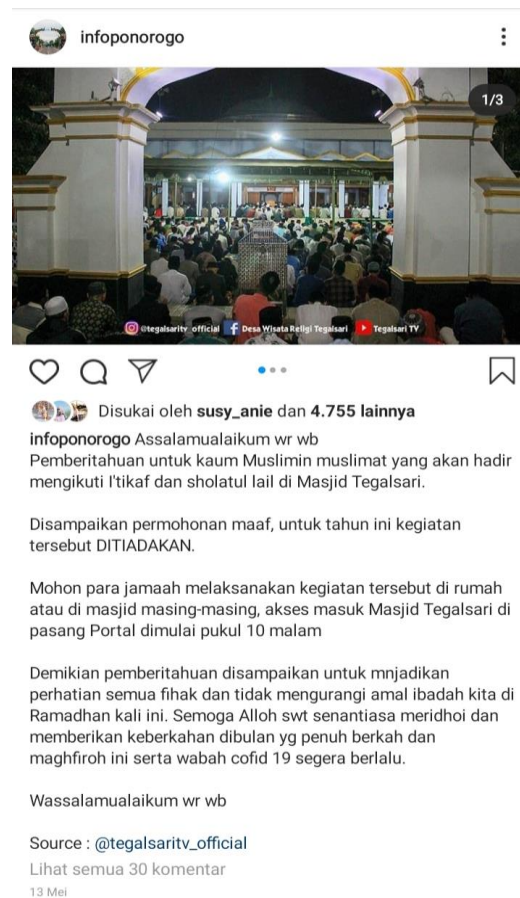 infoponorogo
1/3
@tegalsaritv_official Desa Wisata Religi Tegalsari Tegalsari TV
Disukai oleh susy_anie dan 4.755 lainnya
infoponorogo Assalamualaikum wr wb
Pemberitahuan untuk kaum Muslimin muslimat yang akan hadir
mengikuti I'tikaf dan sholatul lail di Masjid Tegalsari.
Disampaikan permohonan maaf, untuk tahun ini kegiatan
tersebut DITIADAKAN.
Mohon para jamaah melaksanakan kegiatan tersebut di rumah
atau di masjid masing-masing, akses masuk Masjid Tegalsari di
pasang Portal dimulai pukul 10 malam
Demikian pemberitahuan disampaikan untuk mnjadikan
perhatian semua fihak dan tidak mengurangi amal ibadah kita di
Ramadhan kali ini. Semoga Alloh swt senantiasa meridhoi dan
memberikan keberkahan dibulan yg penuh berkah dan
maghfiroh ini serta wabah cofid 19 segera berlalu.
Wassalamualaikum wr wb
Source : @tegalsaritv_official
Lihat semua 30 komentar
13 Mei